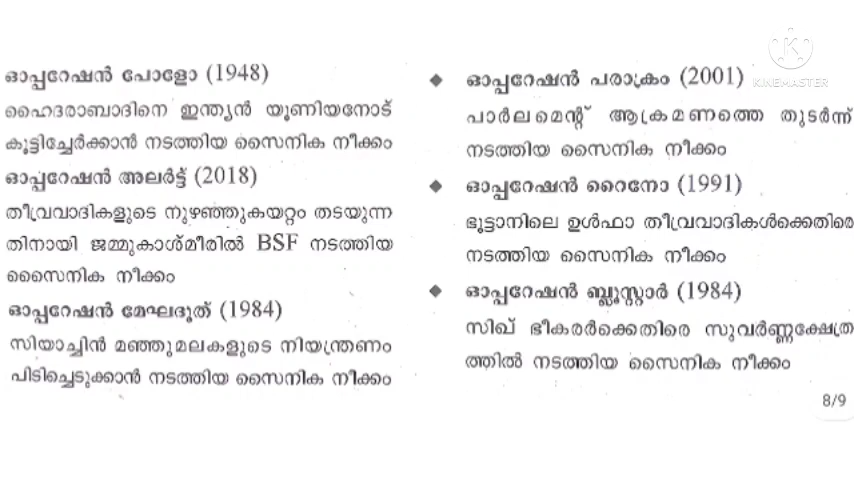 ഓപ്പറേഷൻ പോളോ (1948)
ഹൈദരാബാദിനെ ഇന്ത്യൻ യൂണിയനോട്
കൂട്ടിച്ചേർക്കാൻ നടത്തിയ സൈനിക നീക്കം
ഓപ്പറേഷൻ അലർട്ട് (2018)
തീവ്രവാദികളുടെ നുഴഞ്ഞുകയറ്റം തടയുന്ന
തിനായി ജമ്മുകാശ്മീരിൽ BSF നടത്തിയ
സൈനിക നീക്കം
ഓപ്പറേഷൻ മേഘദൂത് (1984)
സിയാച്ചിൻ മഞ്ഞുമലകളുടെ നിയന്ത്രണം
പിടിച്ചെടുക്കാൻ നടത്തിയ സൈനിക നീക്കം
◆ ഓപ്പറേഷൻ പരാക്രം (2001)
പാർലമെന്റ് ആക്രമണത്തെ തുടർന്ന്
നടത്തിയ സൈനിക നീക്കം
◆ ഓപ്പറേഷൻ റൈനോ (1991)
ഭൂട്ടാനിലെ ഉൾഫാ തീവ്രവാദികൾക്കെതിരെ
നടത്തിയ സൈനിക നീക്കം
◆ ഓപ്പറേഷൻ ബ്ലൂസ്റ്റാർ (1984)
സിഖ് ഭീകരർക്കെതിരെ സുവർണ്ണക്ഷേത്ര
ത്തിൽ നടത്തിയ സൈനിക നീക്കം
8/9
KINEMASTER